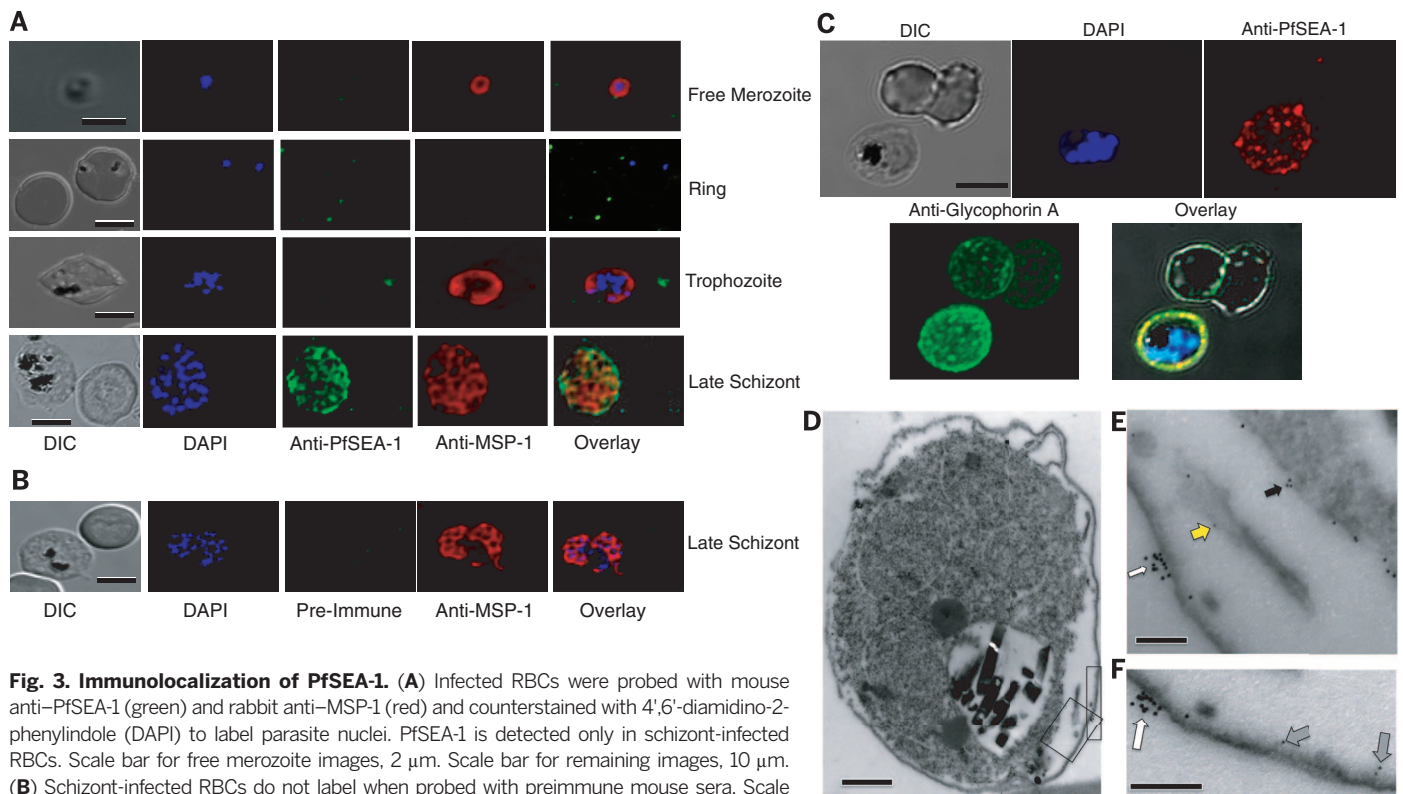 A
Free Merozoite
Ring
Trophozoite
Late Schizont
DIC DAPI Anti-PfSEA-1 Anti-MSP-1 Overlay
B
Late Schizont
DIC DAPI Pre-Immune Anti-MSP-1 Overlay
C
DIC DAPI Anti-PfSEA-1
Anti-Glycophorin A Overlay
D
E
F
Fig. 3. Immunolocalization of PfSEA-1. (A) Infected RBCs were probed with mouse
anti–PfSEA-1 (green) and rabbit anti–MSP-1 (red) and counterstained with 4',6'-diamidino-2-
phenylindole (DAPI) to label parasite nuclei. PfSEA-1 is detected only in schizont-infected
RBCs. Scale bar for free merozoite images, 2 μm. Scale bar for remaining images, 10 μm.
(B) Schizont-infected RBCs do not label when probed with preimmune mouse sera. Scale